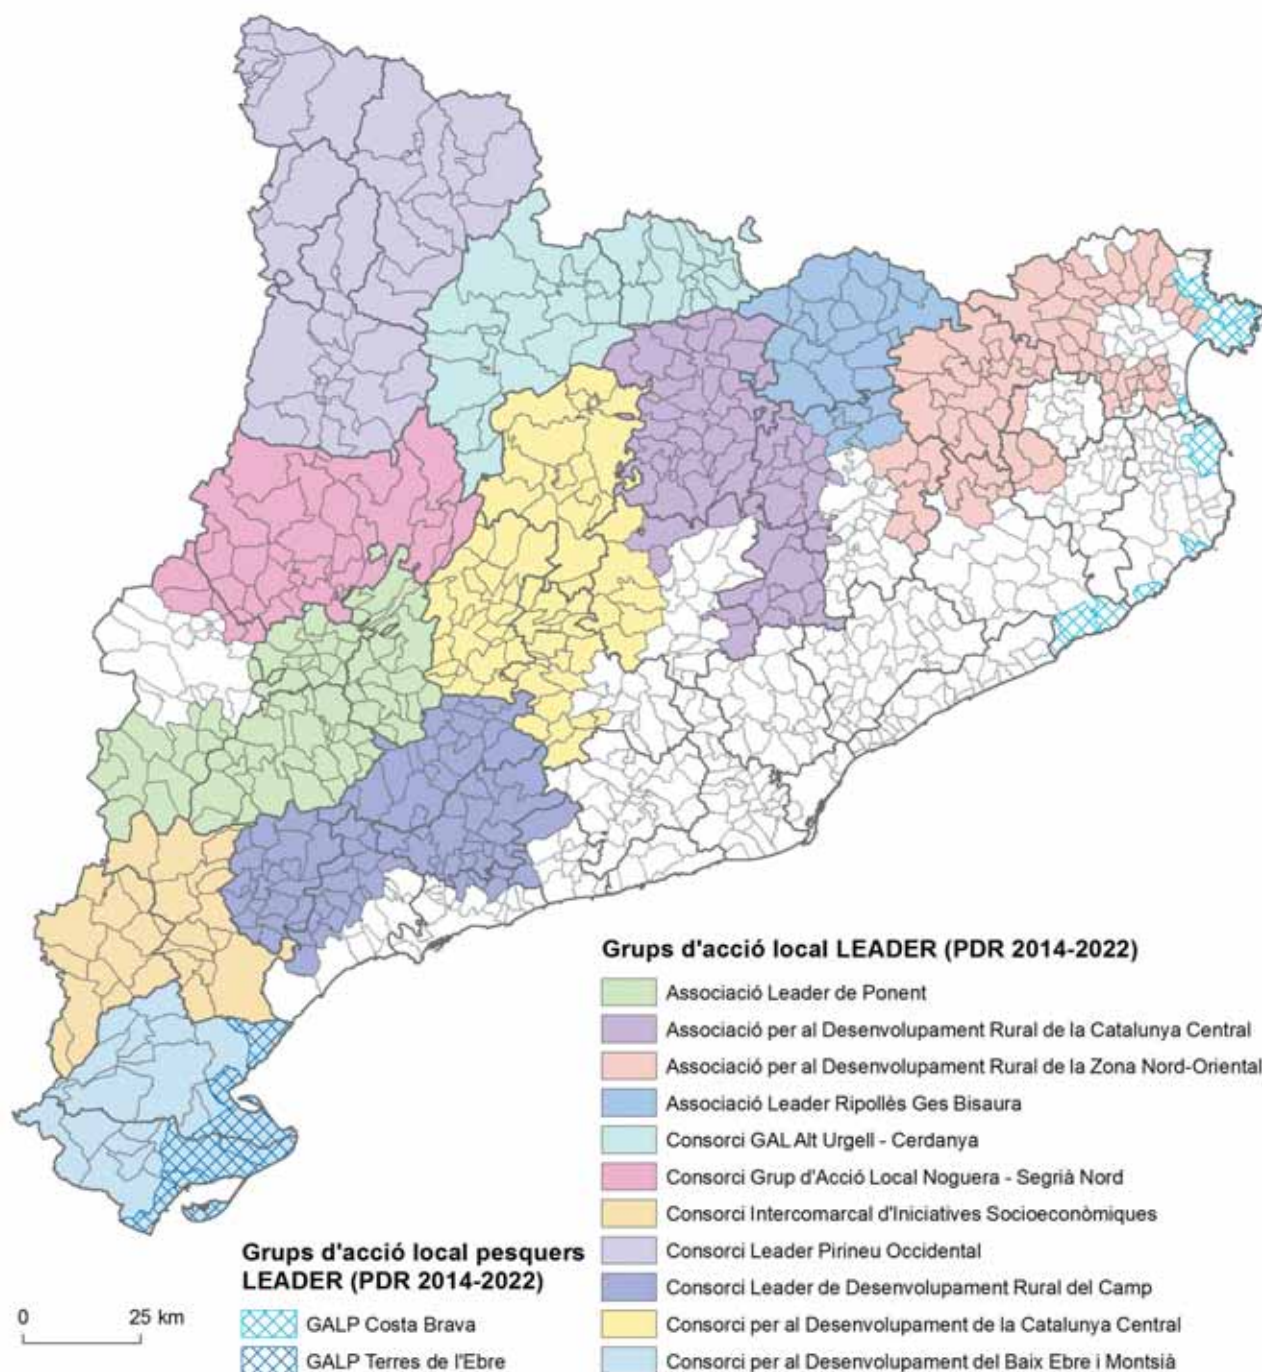 Grups d'acció local LEADER (PDR 2014-2022)
Associació Leader de Ponent
Associació per al Desenvolupament Rural de la Catalunya Central
Associació per al Desenvolupament Rural de la Zona Nord-Oriental
Associació Leader Ripollès Ges Bisaura
Consorci GAL Alt Urgell - Cerdanya
Consorci Grup d'Acció Local Noguera - Segrià Nord
Consorci Intercomarcal d'Iniciatives Socioeconòmiques
Consorci Leader Pirineu Occidental
Consorci Leader de Desenvolupament Rural del Camp
Consorci per al Desenvolupament de la Catalunya Central
Consorci per al Desenvolupament del Baix Ebre i Montsià
Grups d'acció local pesquers
LEADER (PDR 2014-2022)
GALP Costa Brava
GALP Terres de l'Ebre
0 25 km